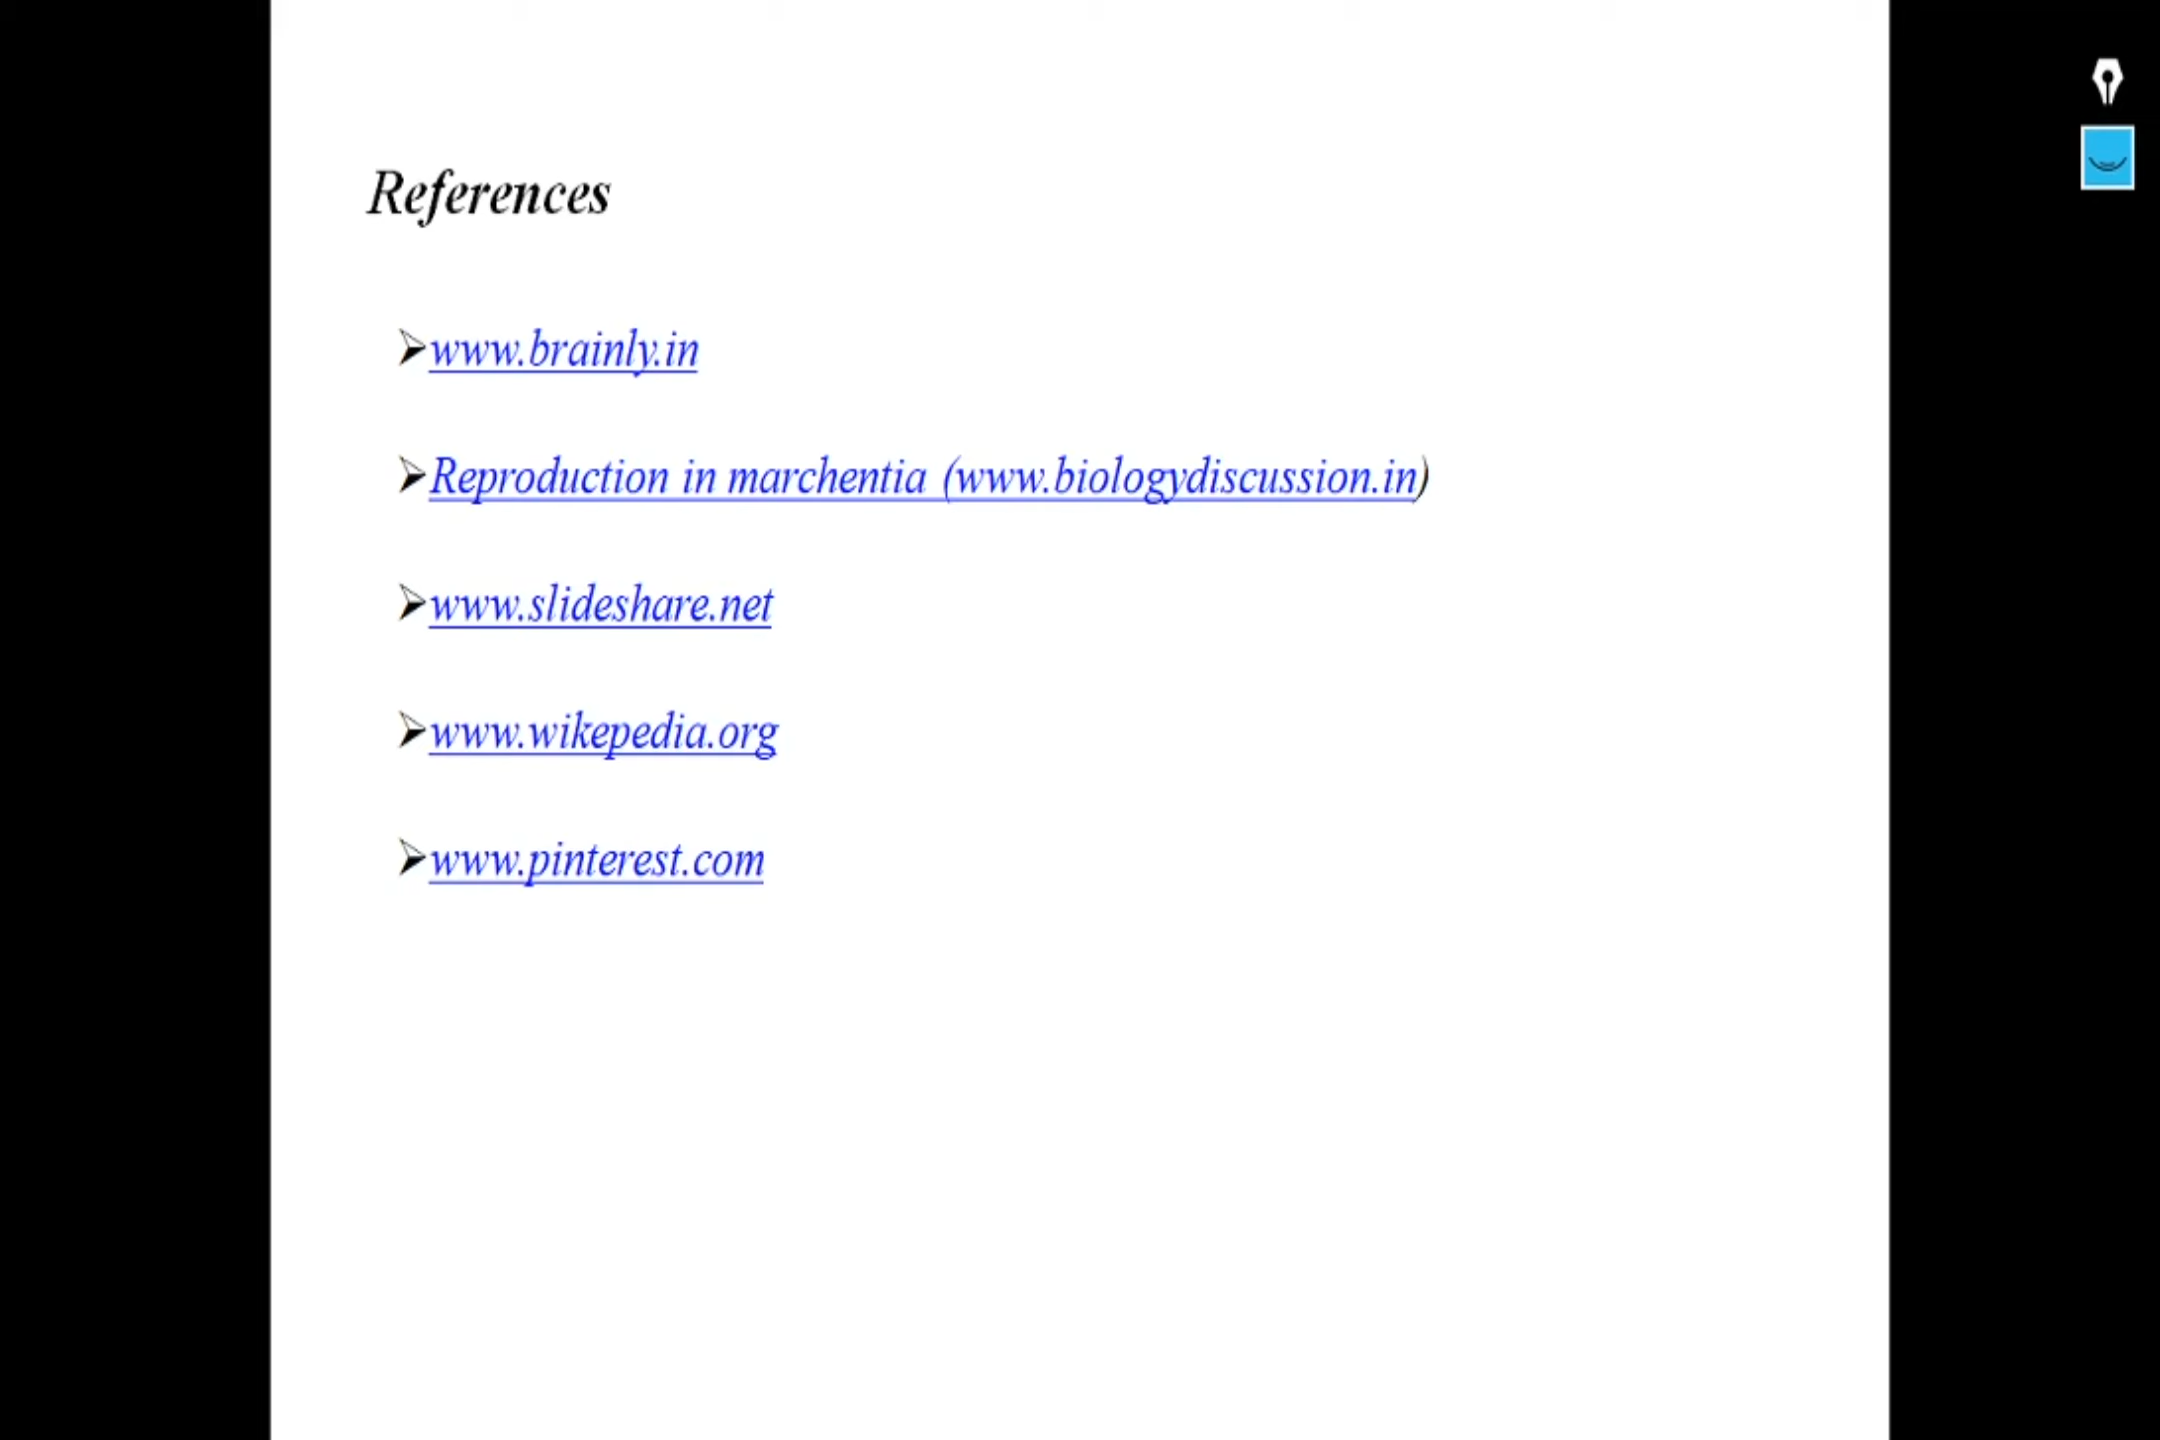 References
➢www.brainly.in
➢Reproduction in marchentia (www.biologydiscussion.in)
➢www.slideshare.net
➢www.wikepedia.org
➢www.pinterest.com